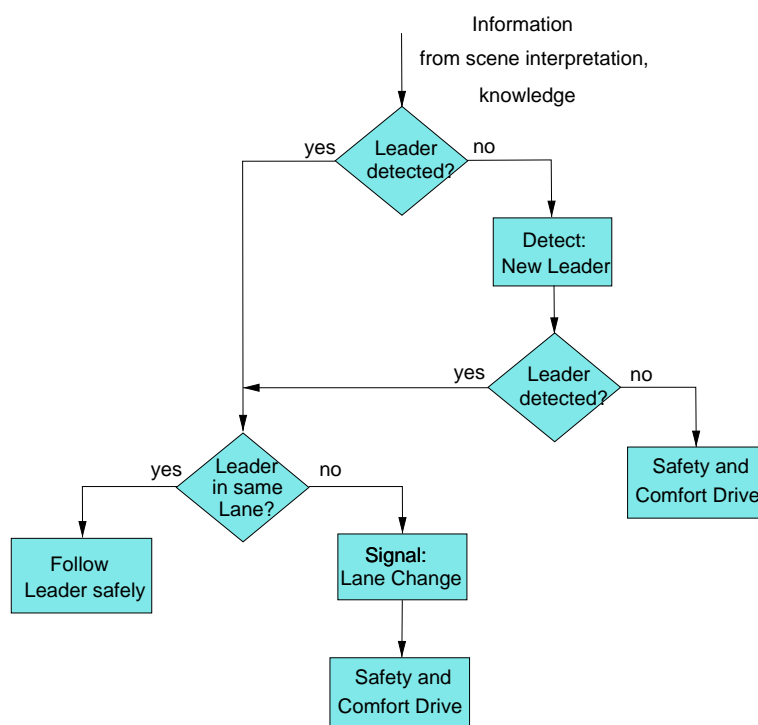 Information
from scene interpretation,
knowledge
yes
Leader
detected?
no
Detect:
New Leader
yes
Leader
detected?
no
yes
Leader
in same
Lane?
no
Safety and
Comfort Drive
Follow
Leader safely
Signal:
Lane Change
Safety and
Comfort Drive